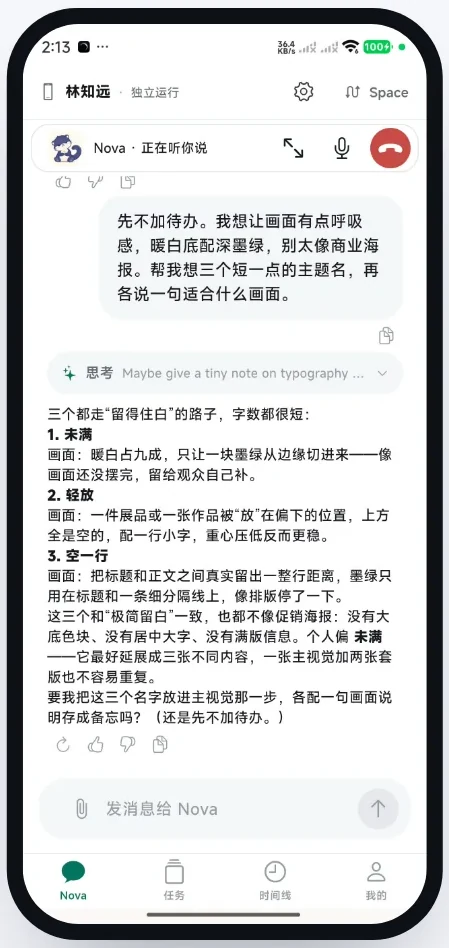 2:13 ··· 36.4 KB/s 100
林知远 · 独立运行 Space
Nova · 正在听你说
先不加待办。我想让画面有点呼吸
感，暖白底配深墨绿，别太像商业海
报。帮我想三个短一点的主题名，再
各说一句适合什么画面。
思考 Maybe give a tiny note on typography ...
三个都走“留得住白”的路子，字数都很短：
1. 未满
画面：暖白占九成，只让一块墨绿从边缘切进来——像
画面还没摆完，留给观众自己补。
2. 轻放
画面：一件展品或一张作品被“放”在偏下的位置，上方
全是空的，配一行小字，重心压低反而更稳。
3. 空一行
画面：把标题和正文之间真实留出一整行距离，墨绿只
用在标题和一条细分隔线上，像排版停了一下。
这三个和“极简留白”一致，也都不像促销海报：没有大
底色块、没有居中大字、没有满版信息。个人偏 未满
——它最好延展成三张不同内容，一张主视觉加两张套
版也不容易重复。
要我把这三个名字放进主视觉那一步，各配一句画面说
明存成备忘吗？（还是先不加待办。）
发消息给 Nova
Nova 任务 时间线 我的